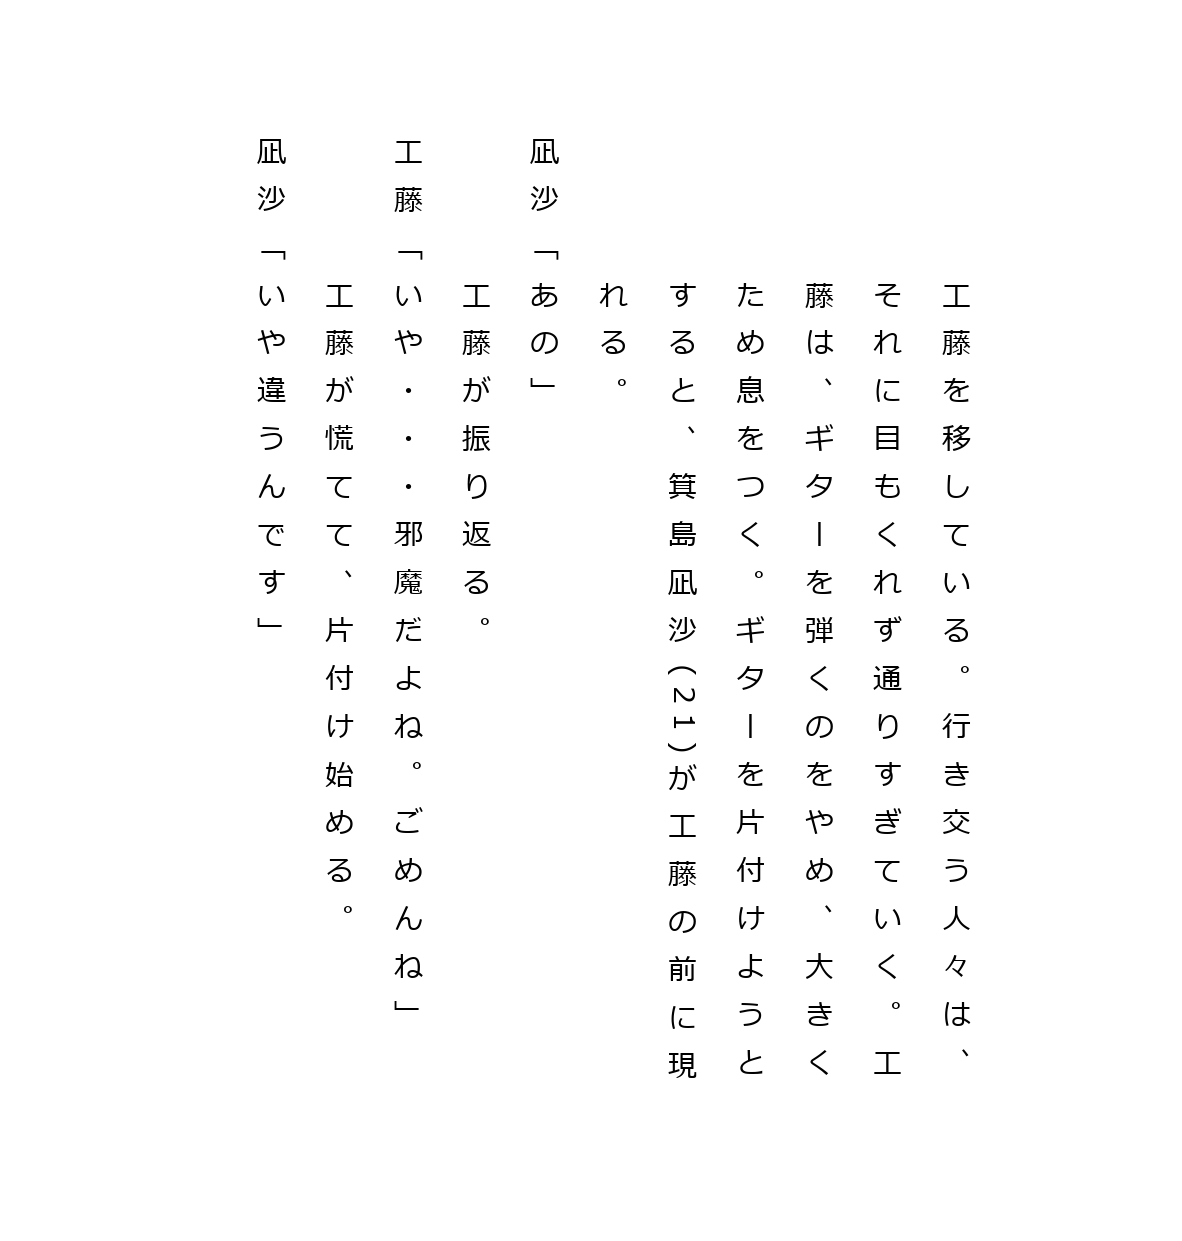 工藤を移している。行き交う人々は、
それに目もくれず通りすぎていく。工
藤は、ギターを弾くのをやめ、大きく
ため息をつく。ギターを片付けようと
すると、箕島凪沙(21)が工藤の前に現
れる。
凪沙「あの」
工藤が振り返る。
工藤「いや・・・邪魔だよね。ごめんね」
工藤が慌てて、片付け始める。
凪沙「いや違うんです」